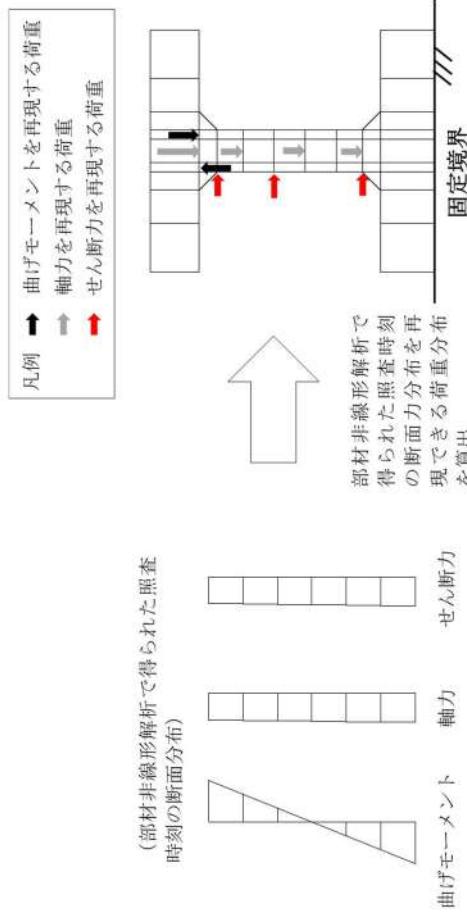 (部材非線形解析で得られた照査
時刻の断面分布)
曲げモーメント
軸力
せん断力
部材非線形解析で
得られた照査時刻
の断面力分布を再
現できる荷重分布
を算出
凡例
曲げモーメントを再現する荷重
軸力を再現する荷重
せん断力を再現する荷重
固定境界